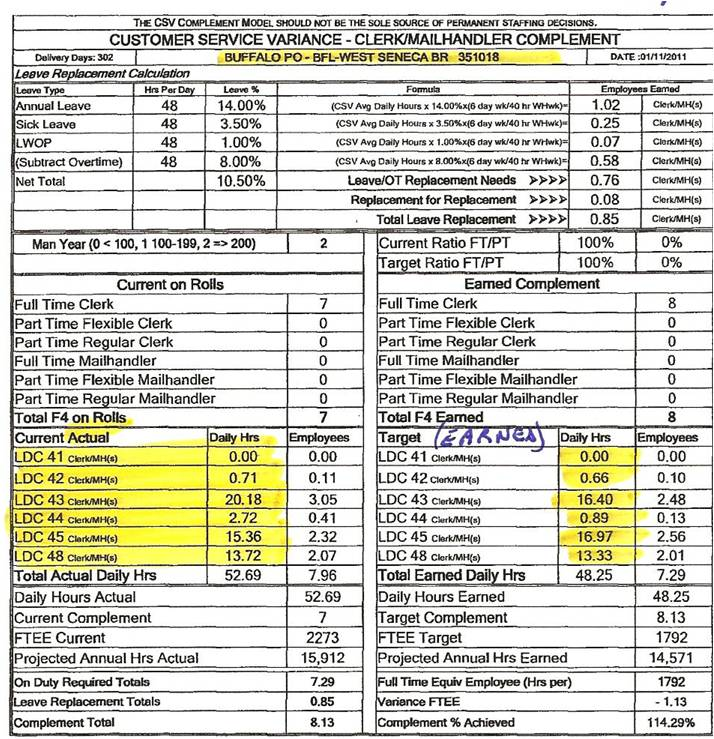 THE CSV COMPLEMENT MODEL SHOULD NOT BE THE SOLE SOURCE OF PERMANENT STAFFING DECISIONS.
CUSTOMER SERVICE VARIANCE - CLERK/MAILHANDLER COMPLEMENT
Delivery Days: 302 BUFFALO PO - BFL-WEST SENECA BR 351018 DATE :01/11/2011
Leave Replacement Calculation
Leave Type Hrs Per Day Leave % Formula Employees Earned
Annual Leave 48 14.00% (CSV Avg Daily Hours x 14.00%x(6 day wk/40 hr WHwk)= 1.02 Clerk/MH(s)
Sick Leave 48 3.50% (CSV Avg Daily Hours x 3.50%x(6 day wk/40 hr WHwk)= 0.25 Clerk/MH(s)
LWOP 48 1.00% (CSV Avg Daily Hours x 1.00%x(6 day wk/40 hr WHwk)= 0.07 Clerk/MH(s)
(Subtract Overtime) 48 8.00% (CSV Avg Daily Hours x 8.00%x(6 day wk/40 hr WHwk)= 0.58 Clerk/MH(s)
Net Total 10.50% Leave/OT Replacement Needs >>>> 0.76 Clerk/MH(s)
Replacement for Replacement >>>> 0.08 Clerk/MH(s)
Total Leave Replacement >>>> 0.85 Clerk/MH(s)
Man Year (0 < 100, 1 100-199, 2 => 200) 2 Current Ratio FT/PT 100% 0%
Target Ratio FT/PT 100% 0%
Current on Rolls Earned Complement
Full Time Clerk 7 Full Time Clerk 8
Part Time Flexible Clerk 0 Part Time Flexible Clerk 0
Part Time Regular Clerk 0 Part Time Regular Clerk 0
Full Time Mailhandler 0 Full Time Mailhandler 0
Part Time Flexible Mailhandler 0 Part Time Flexible Mailhandler 0
Part Time Regular Mailhandler 0 Part Time Regular Mailhandler 0
Total F4 on Rolls 7 Total F4 Earned 8
Current Actual Daily Hrs Employees Target (EARNED) Daily Hrs Employees
LDC 41 Clerk/MH(s) 0.00 0.00 LDC 41 Clerk/MH(s) 0.00 0.00
LDC 42 Clerk/MH(s) 0.71 0.11 LDC 42 Clerk/MH(s) 0.66 0.10
LDC 43 Clerk/MH(s) 20.18 3.05 LDC 43 Clerk/MH(s) 16.40 2.48
LDC 44 Clerk/MH(s) 2.72 0.41 LDC 44 Clerk/MH(s) 0.89 0.13
LDC 45 Clerk/MH(s) 15.36 2.32 LDC 45 Clerk/MH(s) 16.97 2.56
LDC 48 Clerk/MH(s) 13.72 2.07 LDC 48 Clerk/MH(s) 13.33 2.01
Total Actual Daily Hrs 52.69 7.96 Total Earned Daily Hrs 48.25 7.29
Daily Hours Actual 52.69 Daily Hours Earned 48.25
Current Complement 7 Target Complement 8.13
FTEE Current 2273 FTEE Target 1792
Projected Annual Hrs Actual 15,912 Projected Annual Hrs Earned 14,571
On Duty Required Totals 7.29 Full Time Equiv Employee (Hrs per) 1792
Leave Replacement Totals 0.85 Variance FTEE - 1.13
Complement Total 8.13 Complement % Achieved 114.29%